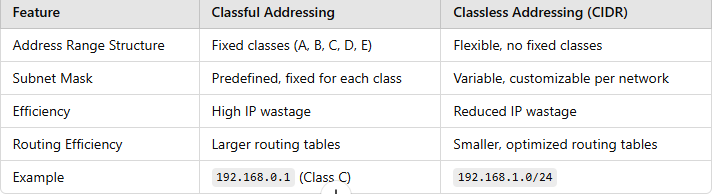 Feature Classful Addressing Classless Addressing (CIDR)
Address Range Structure Fixed classes (A, B, C, D, E) Flexible, no fixed classes
Subnet Mask Predefined, fixed for each class Variable, customizable per network
Efficiency High IP wastage Reduced IP wastage
Routing Efficiency Larger routing tables Smaller, optimized routing tables
Example 192.168.0.1 (Class C) 192.168.1.0/24